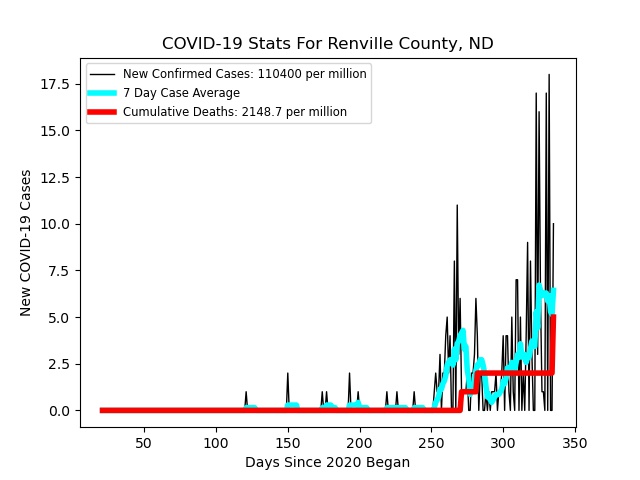 COVID-19 Stats For Renville County, ND
New Confirmed Cases: 110400 per million
7 Day Case Average
Cumulative Deaths: 2148.7 per million
New COVID-19 Cases
17.5
15.0
12.5
10.0
7.5
5.0
2.5
0.0
50 100 150 200 250 300 350
Days Since 2020 Began